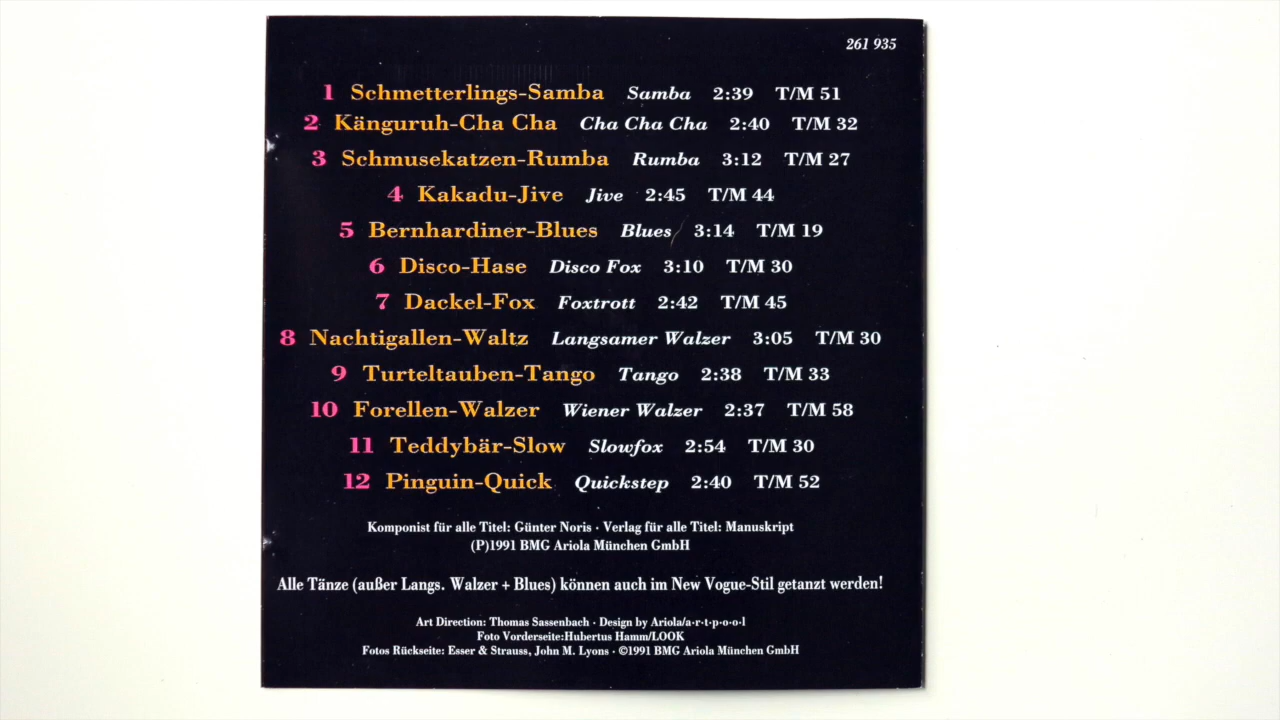 261 935
1 Schmetterlings-Samba Samba 2:39 T/M 51
2 Känguruh-Cha Cha Cha Cha Cha 2:40 T/M 32
3 Schmusekatzen-Rumba Rumba 3:12 T/M 27
4 Kakadu-Jive Jive 2:45 T/M 44
5 Bernhardiner-Blues Blues 3:14 T/M 19
6 Disco-Hase Disco Fox 3:10 T/M 30
7 Dackel-Fox Foxtrott 2:42 T/M 45
8 Nachtigallen-Waltz Langsamer Walzer 3:05 T/M 30
9 Turteltauben-Tango Tango 2:38 T/M 33
10 Forellen-Walzer Wiener Walzer 2:37 T/M 58
11 Teddybär-Slow Slowfox 2:54 T/M 30
12 Pinguin-Quick Quickstep 2:40 T/M 52
Komponist für alle Titel: Günter Noris · Verlag für alle Titel: Manuskript
(P)1991 BMG Ariola München GmbH
Alle Tänze (außer Langs. Walzer + Blues) können auch im New Vogue-Stil getanzt werden!
Art Direction: Thomas Sassenbach · Design by Ariola/a·r·t·p·o·o·l
Foto Vorderseite:Hubertus Hamm/LOOK
Fotos Rückseite: Esser & Strauss, John M. Lyons · ©1991 BMG Ariola München GmbH